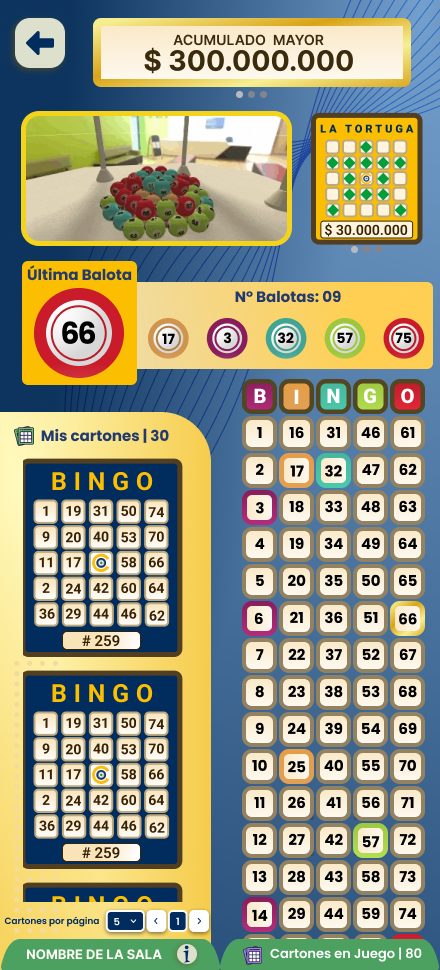 ACUMULADO MAYOR
$ 300.000.000
LA TORTUGA
$ 30.000.000
Última Balota
66
Nº Balotas: 09
17 3 32 57 75
Mis cartones | 30
BINGO
1 19 31 50 74
9 20 40 53 70
11 17 58 66
2 24 42 60 64
36 29 44 46 62
# 259
BINGO
1 19 31 50 74
9 20 40 53 70
11 17 58 66
2 24 42 60 64
36 29 44 46 62
# 259
BINGO
Cartones por página 5 < 1 >
B I N G O
1 16 31 46 61
2 17 32 47 62
3 18 33 48 63
4 19 34 49 64
5 20 35 50 65
6 21 36 51 66
7 22 37 52 67
8 23 38 53 68
9 24 39 54 69
10 25 40 55 70
11 26 41 56 71
12 27 42 57 72
13 28 43 58 73
14 29 44 59 74
NOMBRE DE LA SALA i
Cartones en Juego | 80